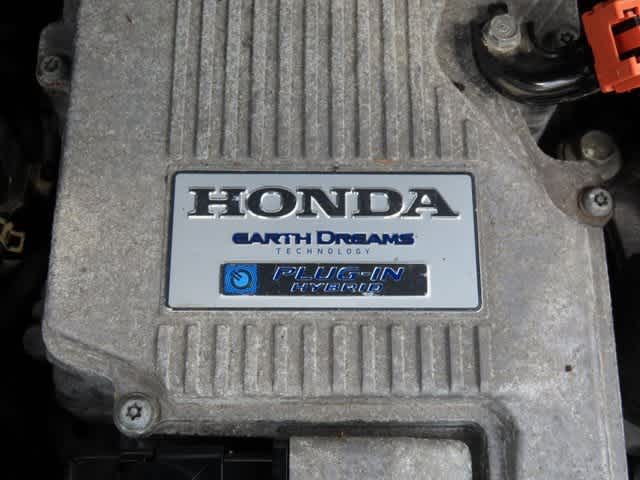 HONDA
EARTH DREAMS
TECHNOLOGY
PLUG-IN
HYBRID